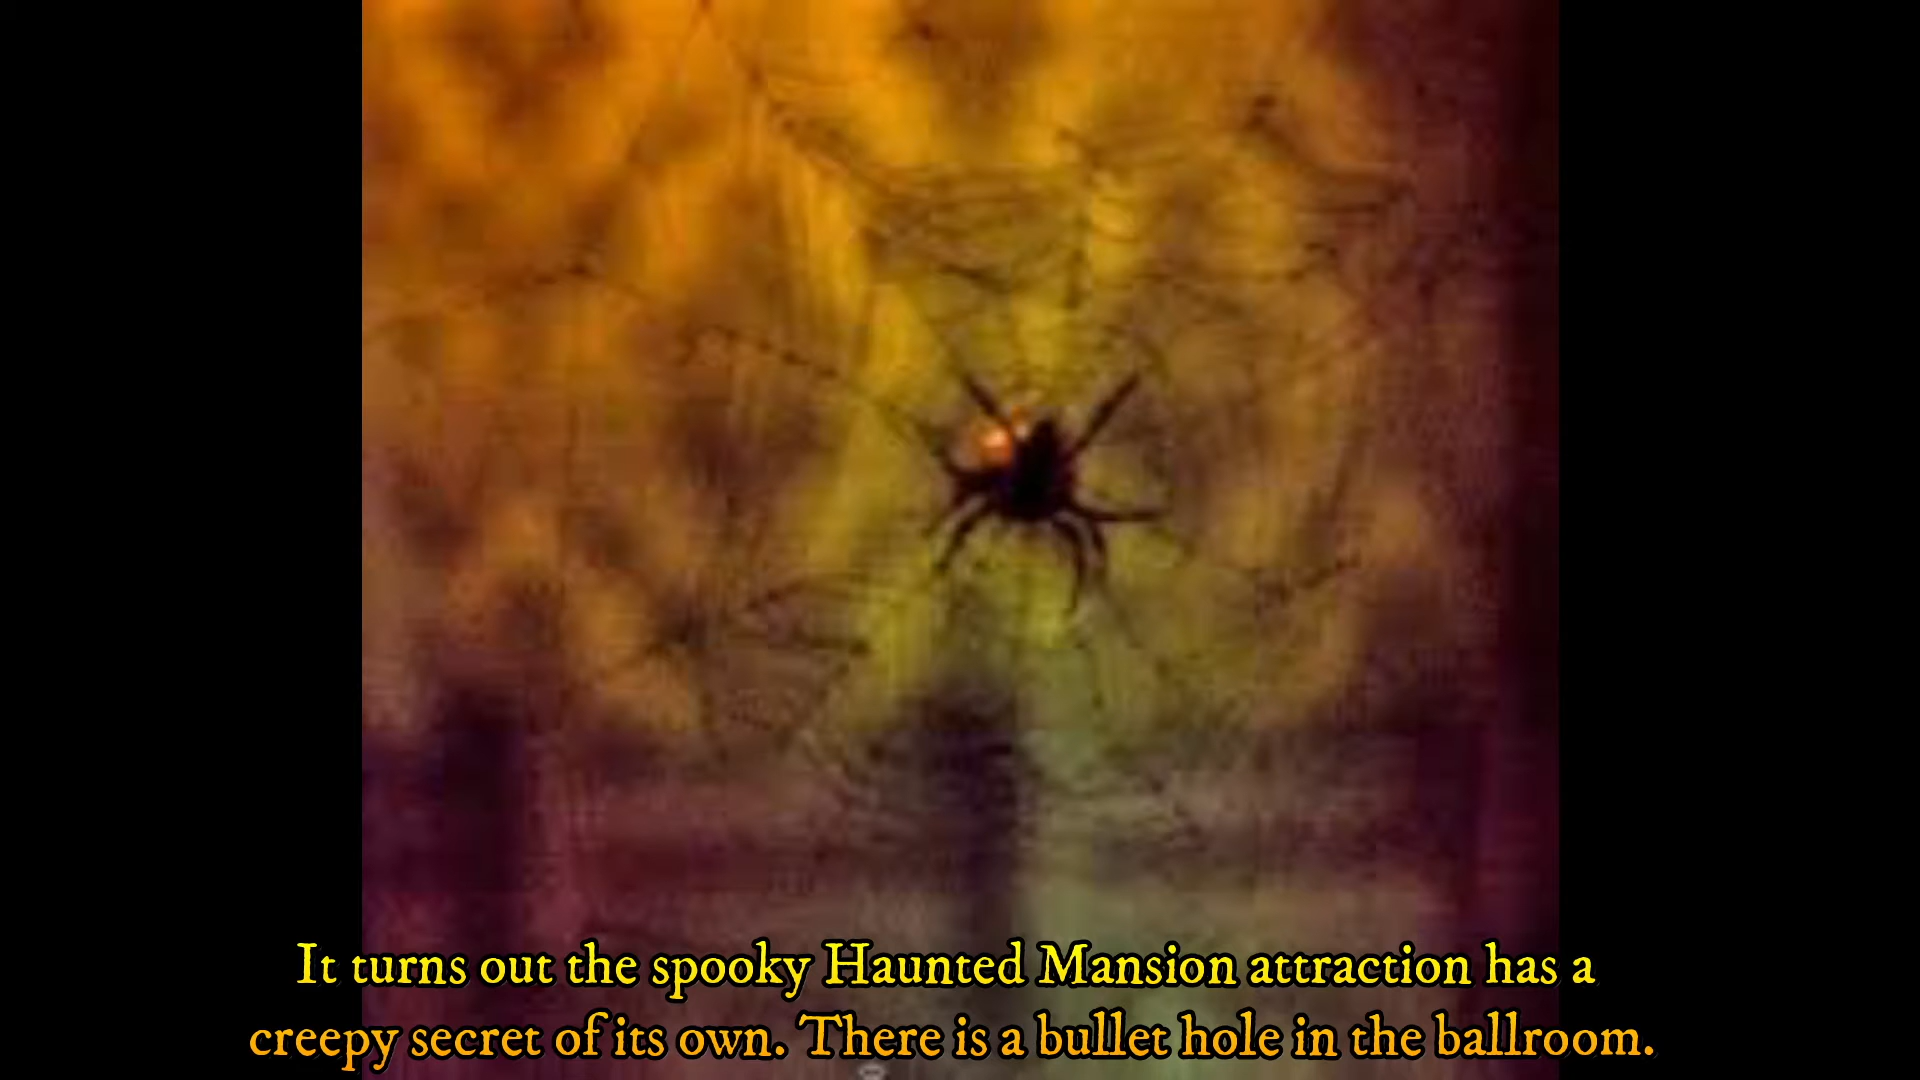 It turns out the spooky Haunted Mansion attraction has a
creepy secret of its own. There is a bullet hole in the ballroom.